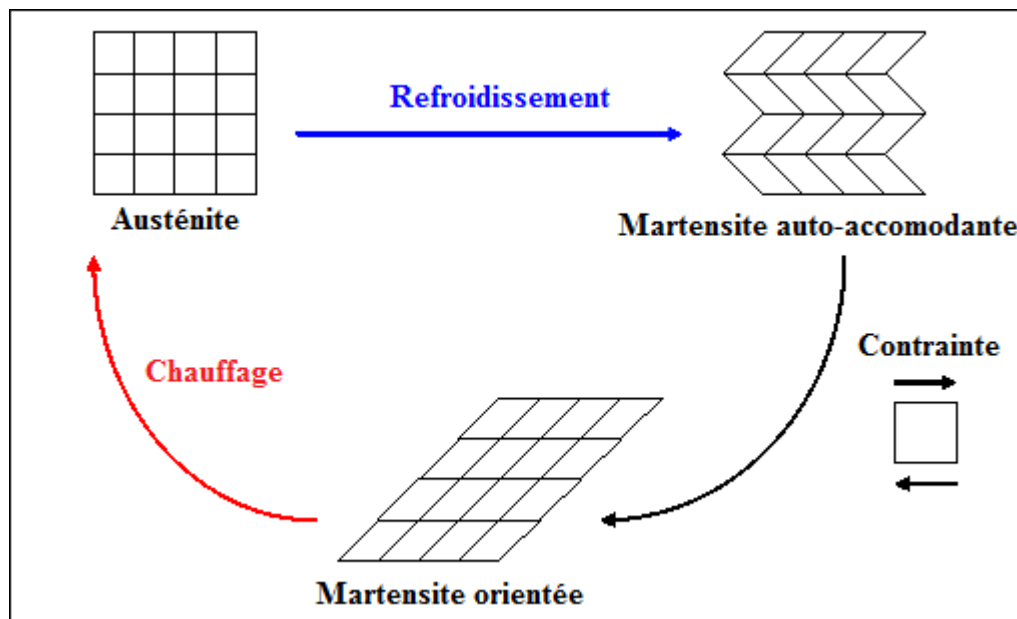 Refroidissement
Austénite
Martensite auto-accomodante
Contrainte
Chauffage
Martensite orientée